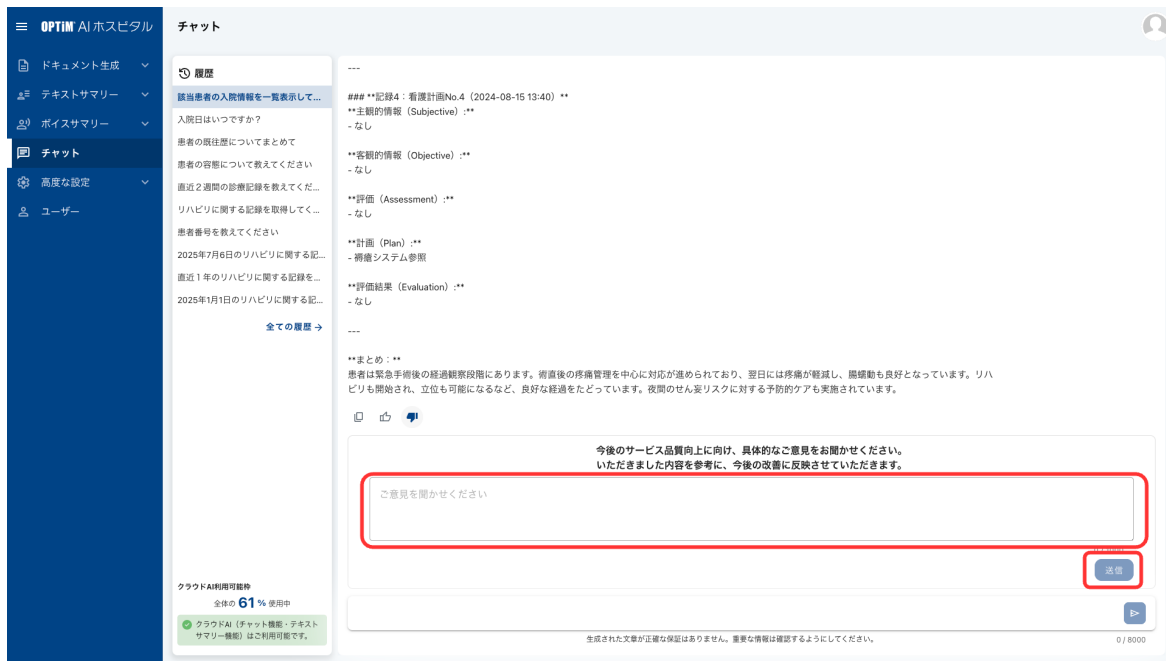 OPTiM AI ホスピタル
チャット
ドキュメント生成
テキストサマリー
ボイスサマリー
チャット
高度な設定
ユーザー
履歴
該当患者の入院情報を一覧表示して...
入院日はいつですか？
患者の既往歴についてまとめて
患者の容態について教えてください
直近２週間の診療記録を教えてくだ...
リハビリに関する記録を取得してく...
患者番号を教えてください
2025年7月6日のリハビリに関する記...
直近１年のリハビリに関する記録を...
2025年1月1日のリハビリに関する記...
全ての履歴
クラウドAI利用可能枠
全体の 61 % 使用中
クラウドAI（チャット機能・テキスト
サマリー機能）はご利用可能です。
---
### **記録4：看護計画No.4（2024-08-15 13:40）**
**主観的情報（Subjective）:**
- なし
**客観的情報（Objective）:**
- なし
**評価（Assessment）:**
- なし
**計画（Plan）:**
- 褥瘡システム参照
**評価結果（Evaluation）:**
- なし
---
**まとめ：**
患者は緊急手術後の経過観察段階にあります。術直後の疼痛管理を中心に対応が進められており、翌日には疼痛が軽減し、腸蠕動も良好となっています。リハ
ビリも開始され、立位も可能になるなど、良好な経過をたどっています。夜間のせん妄リスクに対する予防的ケアも実施されています。
今後のサービス品質向上に向け、具体的なご意見をお聞かせください。
いただきました内容を参考に、今後の改善に反映させていただきます。
ご意見を聞かせください
送信
生成された文章が正確な保証はありません。重要な情報は確認するようにしてください。
0 / 8000